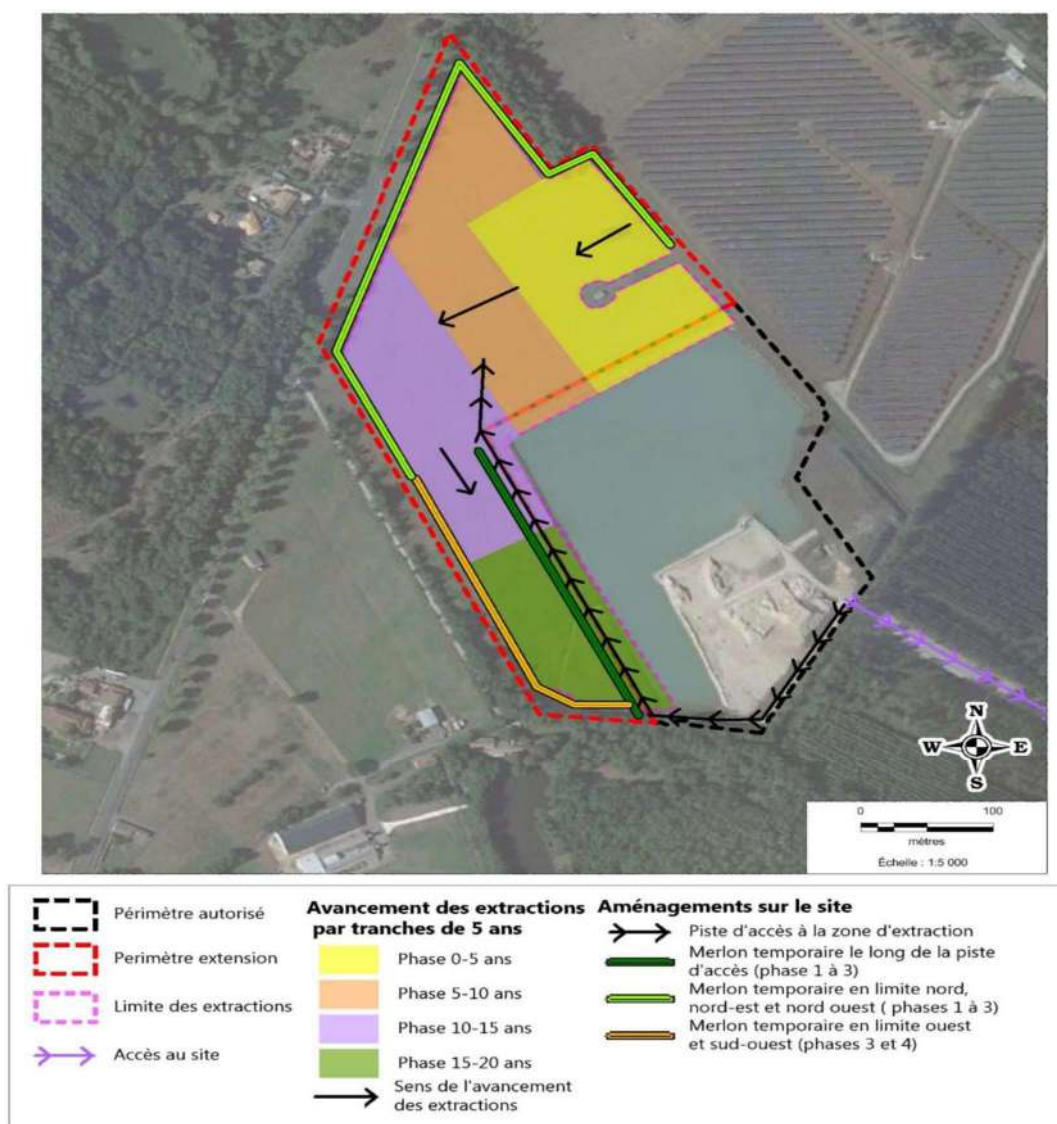 N
W
E
S
0 100
mètres
Échelle : 1:5 000
Périmètre autorisé
Perimètre extension
Limite des extractions
Accès au site
Avancement des extractions
par tranches de 5 ans
Phase 0-5 ans
Phase 5-10 ans
Phase 10-15 ans
Phase 15-20 ans
Sens de l'avancement
des extractions
Aménagements sur le site
Piste d'accès à la zone d'extraction
Merlon temporaire le long de la piste
d'accès (phase 1 à 3)
Merlon temporaire en limite nord,
nord-est et nord ouest ( phases 1 à 3)
Merlon temporaire en limite ouest
et sud-ouest (phases 3 et 4)